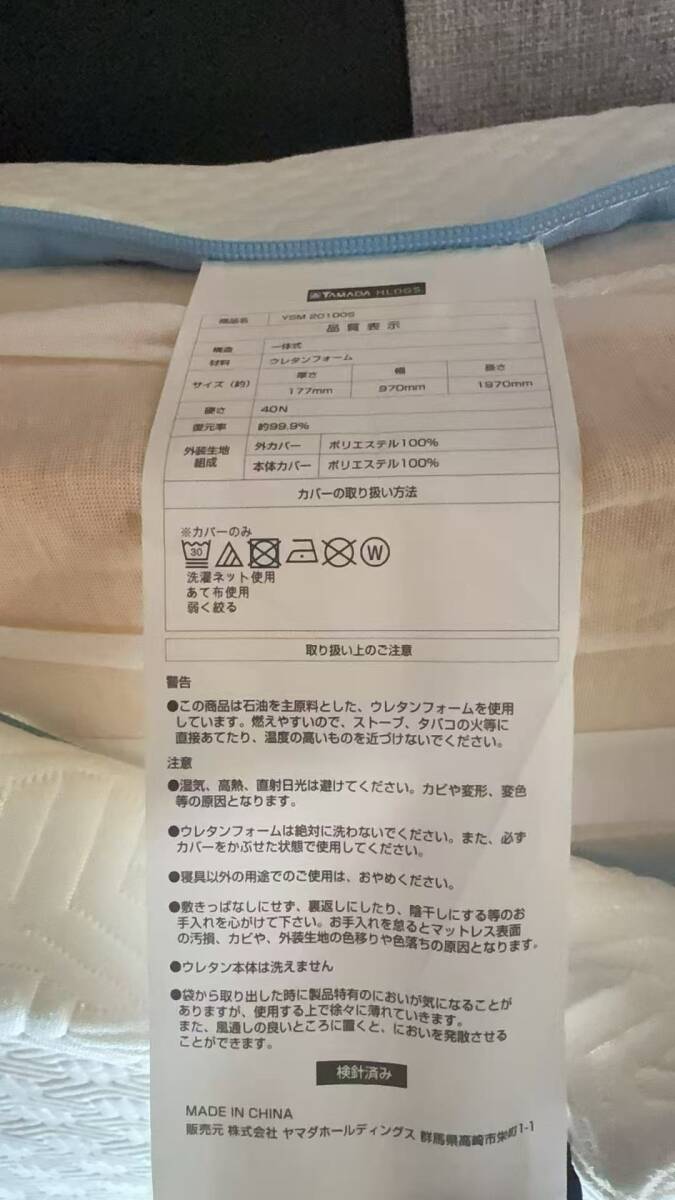 YAMADA HLDGS
商品名 YSM 20100S
品質表示
構造 一体式
材料 ウレタンフォーム
サイズ（約） 厚さ 幅 長さ
177mm 970mm 1970mm
硬さ 40N
復元率 約99.9%
外装生地組成 外カバー ポリエステル100%
本体カバー ポリエステル100%
カバーの取り扱い方法
※カバーのみ
30 W
洗濯ネット使用
あて布使用
弱く絞る
取り扱い上のご注意
警告
●この商品は石油を主原料とした、ウレタンフォームを使用
しています。燃えやすいので、ストーブ、タバコの火等に
直接あてたり、温度の高いものを近づけないでください。
注意
●湿気、高熱、直射日光は避けてください。カビや変形、変色
等の原因となります。
●ウレタンフォームは絶対に洗わないでください。また、必ず
カバーをかぶせた状態で使用してください。
●寝具以外の用途でのご使用は、おやめください。
●敷きっぱなしにせず、裏返しにしたり、陰干しにする等のお
手入れを心がけて下さい。お手入れを怠るとマットレス表面
の汚損、カビや、外装生地の色移りや色落ちの原因となります。
●ウレタン本体は洗えません
●袋から取り出した時に製品特有のにおいが気になることが
ありますが、使用する上で徐々に薄れていきます。
また、風通しの良いところに置くと、においを発散させる
ことができます。
検針済み
MADE IN CHINA
販売元 株式会社 ヤマダホールディングス 群馬県高崎市栄町1-1